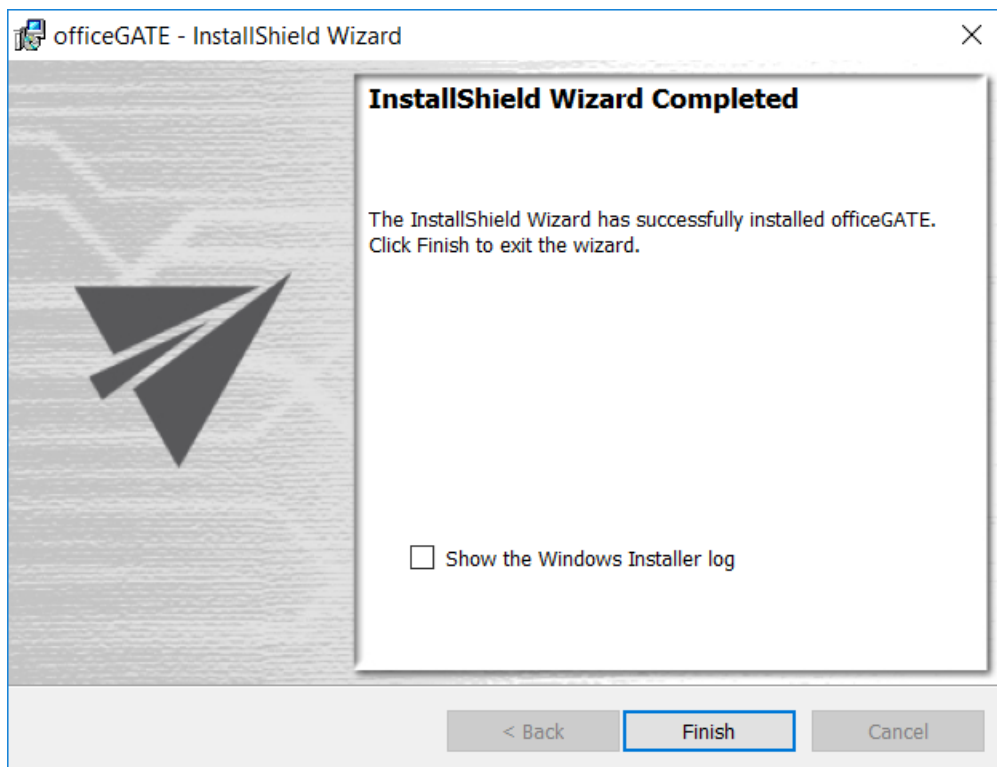 officeGATE - InstallShield Wizard
InstallShield Wizard Completed
The InstallShield Wizard has successfully installed officeGATE.
Click Finish to exit the wizard.
Show the Windows Installer log
< Back
Finish
Cancel